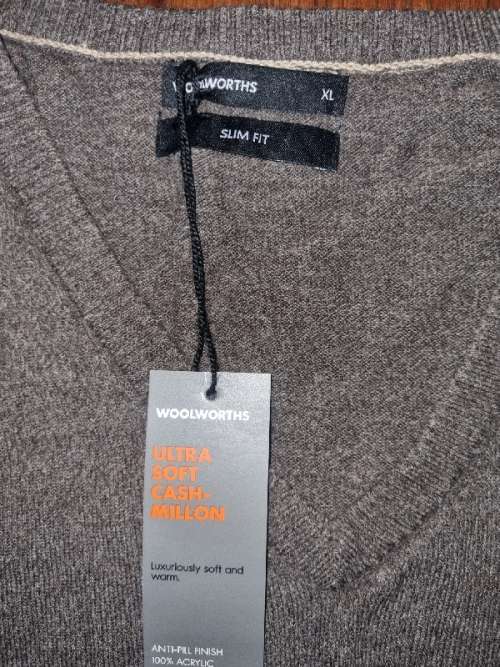 WOOLWORTHS
XL
SLIM FIT
WOOLWORTHS
ULTRA
SOFT
CASH-
MILLON
Luxuriously soft and
warm.
ANTI-PILL FINISH
100% ACRYLIC